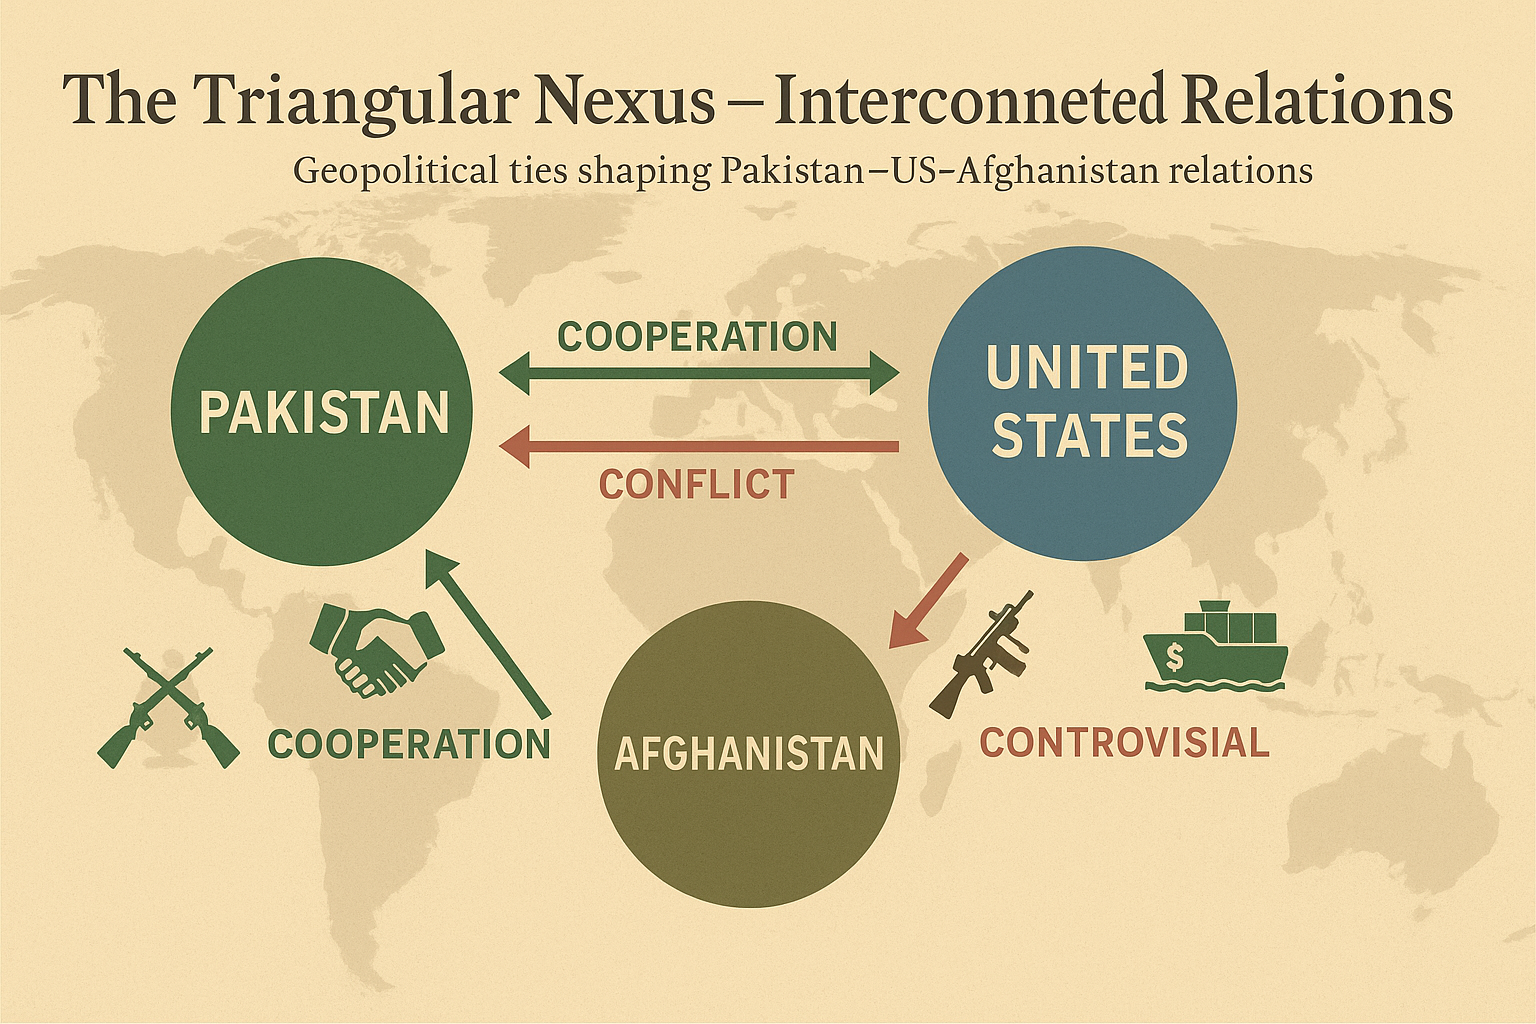 The Triangular Nexus – Interconneted Relations
Geopolitical ties shaping Pakistan–US–Afghanistan relations
PAKISTAN
COOPERATION
CONFLICT
UNITED
STATES
COOPERATION
AFGHANISTAN
$
CONTROVISIAL